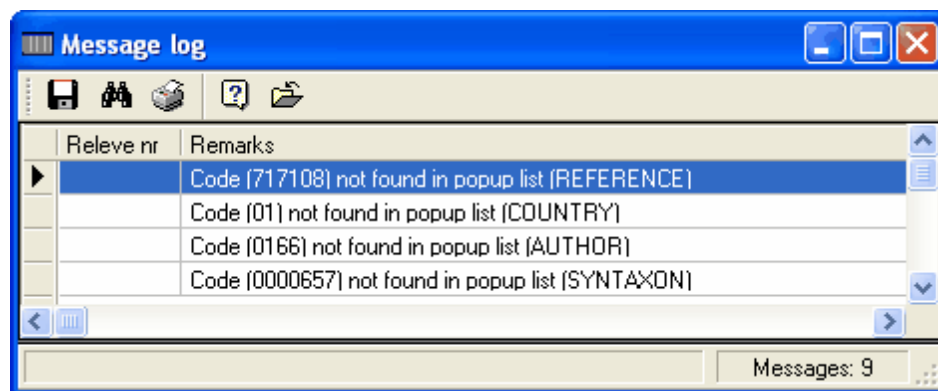 Message log
Releve nr Remarks
Code (717108) not found in popup list (REFERENCE)
Code (01) not found in popup list (COUNTRY)
Code (0166) not found in popup list (AUTHOR)
Code (0000657) not found in popup list (SYNTAXON)
Messages: 9